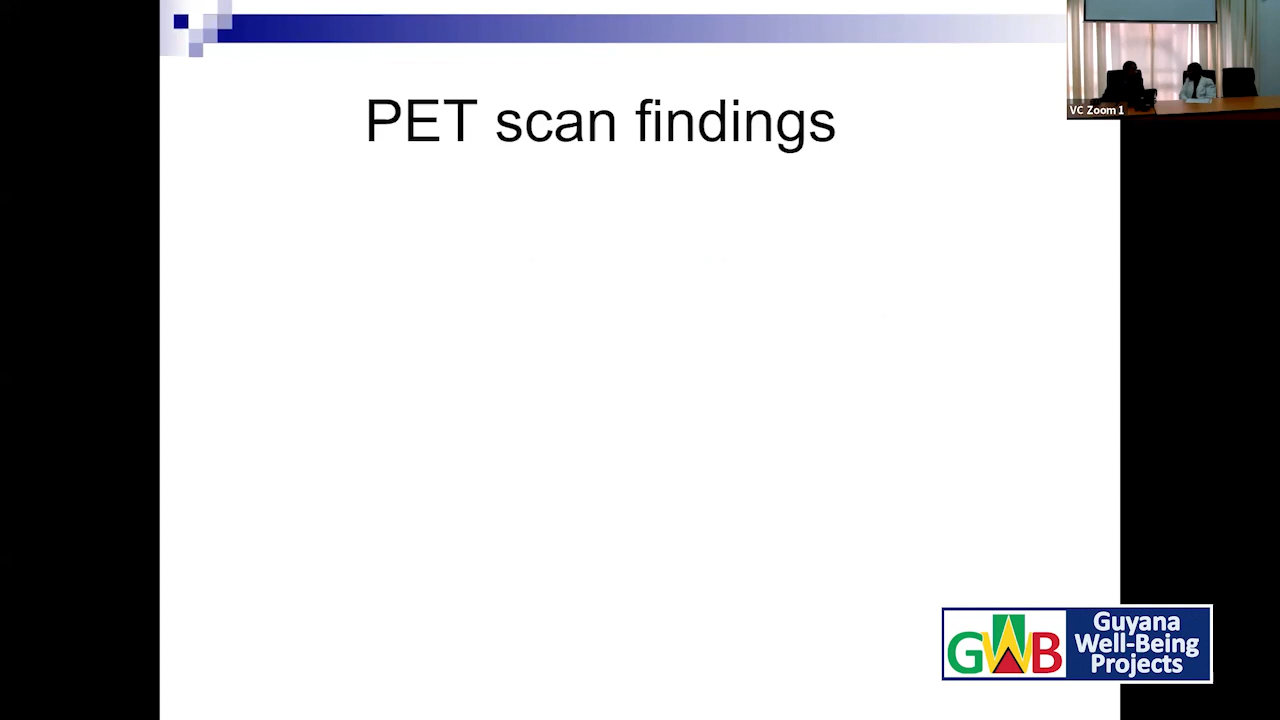 PET scan findings
VC Zoom 1
GWB
Guyana
Well-Being
Projects